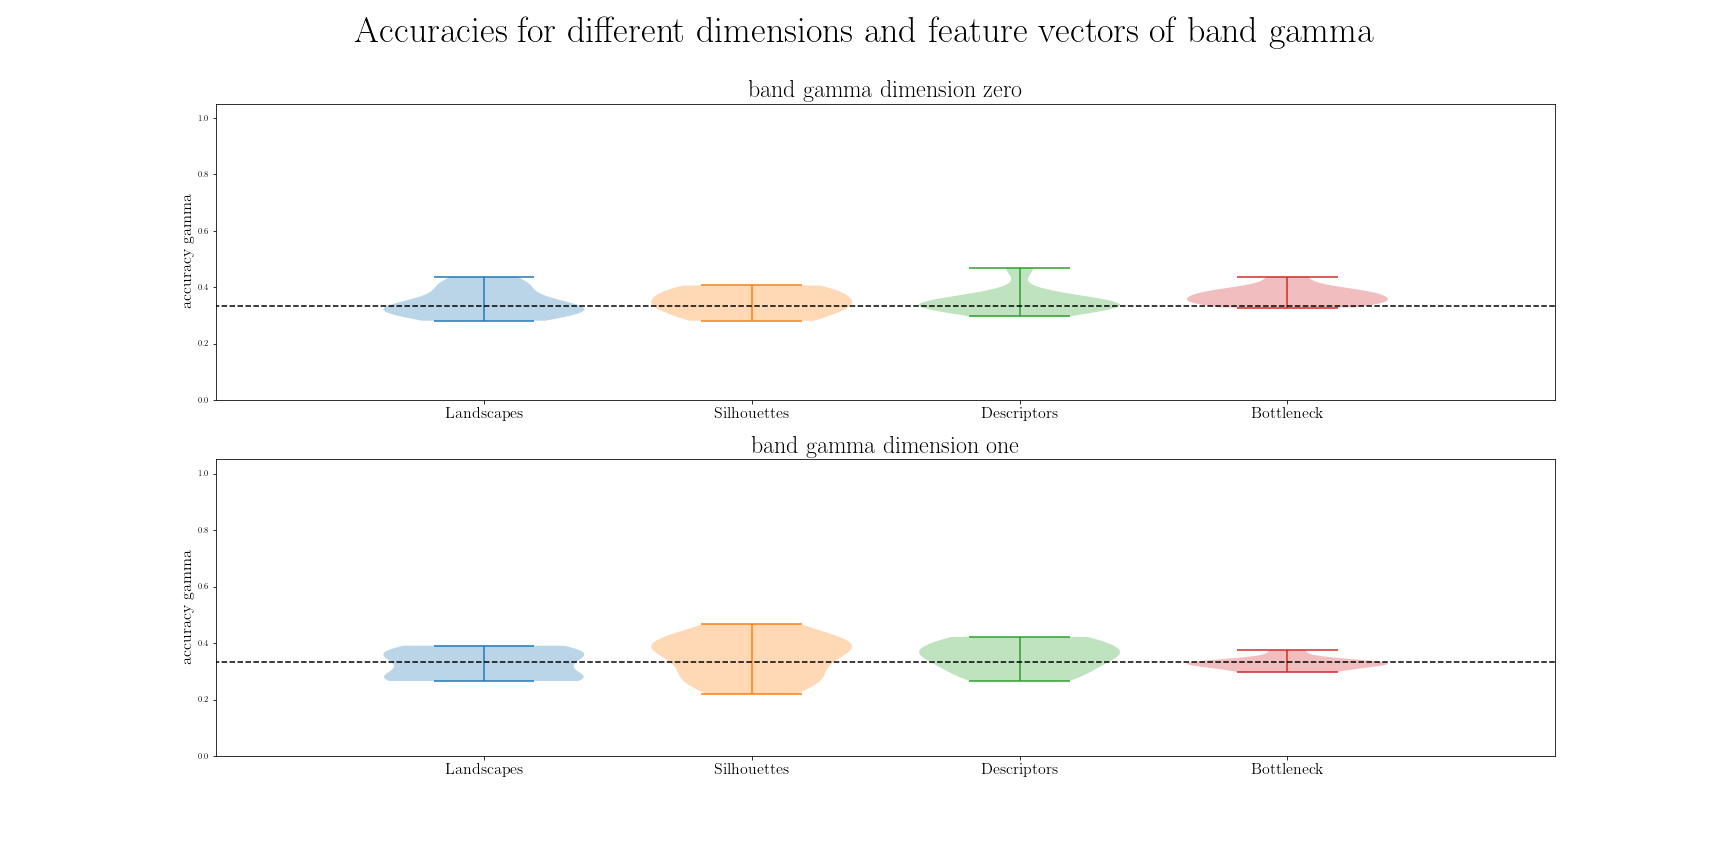 Accuracies for different dimensions and feature vectors of band gamma
band gamma dimension zero
1.0
0.8
0.6
0.4
0.2
0.0
accuracy gamma
Landscapes Silhouettes Descriptors Bottleneck
band gamma dimension one
1.0
0.8
0.6
0.4
0.2
0.0
accuracy gamma
Landscapes Silhouettes Descriptors Bottleneck